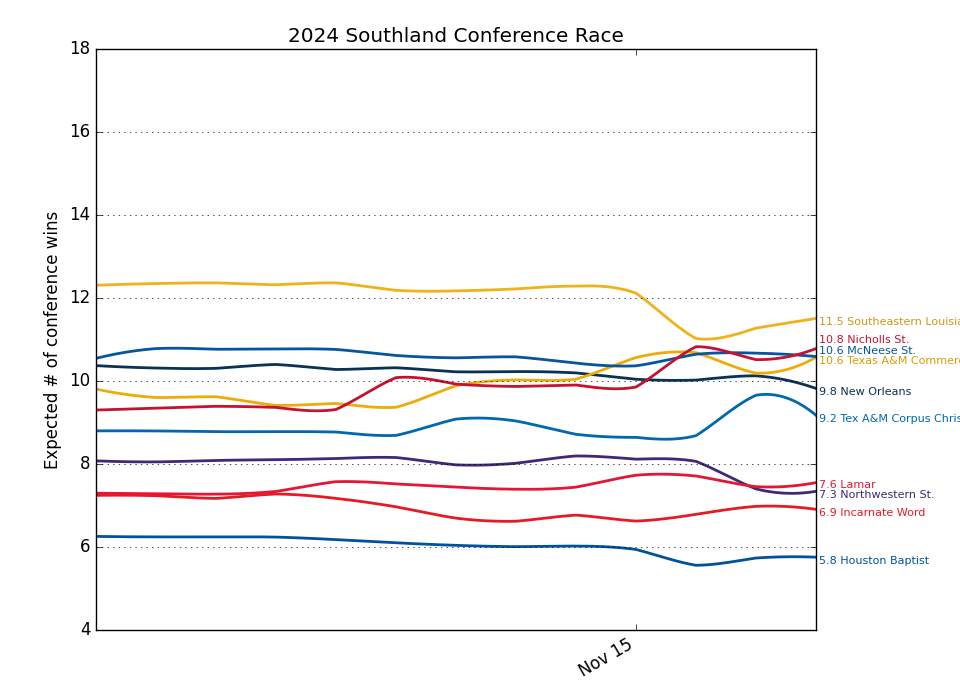 2024 Southland Conference Race
Expected # of conference wins
18
16
14
12
10
8
6
4
Nov 15
11.5 Southeastern Louisia
10.8 Nicholls St.
10.6 McNeese St.
10.6 Texas A&M Commerce
9.8 New Orleans
9.2 Tex A&M Corpus Chris
7.6 Lamar
7.3 Northwestern St.
6.9 Incarnate Word
5.8 Houston Baptist